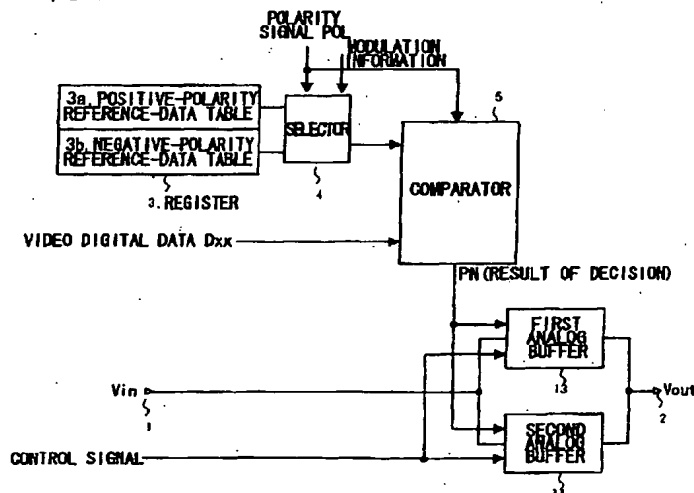 POLARITY
SIGNAL POL
MODULATION
INFORMATION
3a. POSITIVE-POLARITY
REFERENCE-DATA TABLE
3b. NEGATIVE-POLARITY
REFERENCE-DATA TABLE
3. REGISTER
SELECTOR
4
5
COMPARATOR
VIDEO DIGITAL DATA Dxx
PN(RESULT OF DECISION)
FIRST
ANALOG
BUFFER
13
Vin
1
Vout
2
SECOND
ANALOG
BUFFER
CONTROL SIGNAL